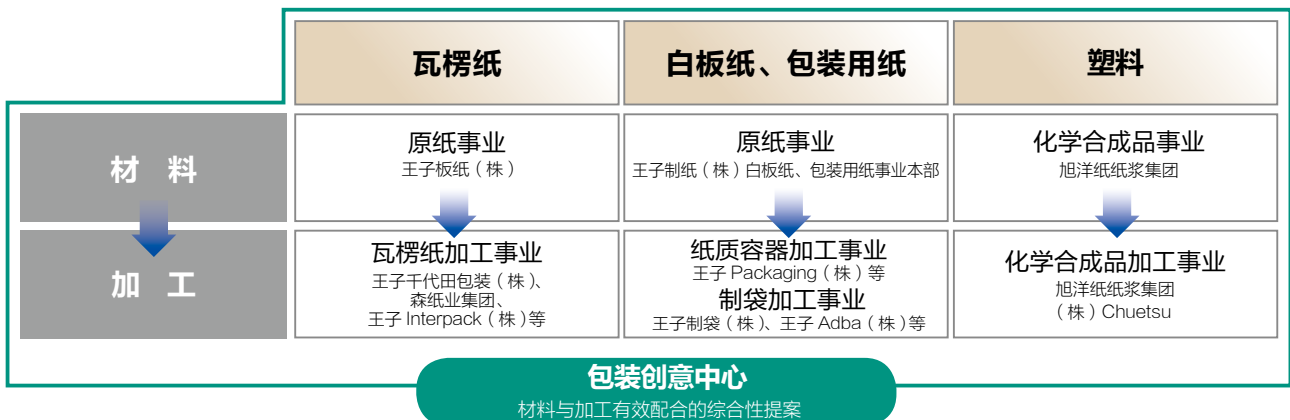 瓦楞纸
白板纸、包装用纸
塑料
材 料
原纸事业
王子板纸（株）
原纸事业
王子制纸（株）白板纸、包装用纸事业本部
化学合成品事业
旭洋纸纸浆集团
加 工
瓦楞纸加工事业
王子千代田包装（株）、
森纸业集团、
王子 Interpack（株）等
纸质容器加工事业
王子 Packaging（株）等
制袋加工事业
王子制袋（株）、王子 Adba（株）等
化学合成品加工事业
旭洋纸纸浆集团
（株）Chuetsu
包装创意中心
材料与加工有效配合的综合性提案